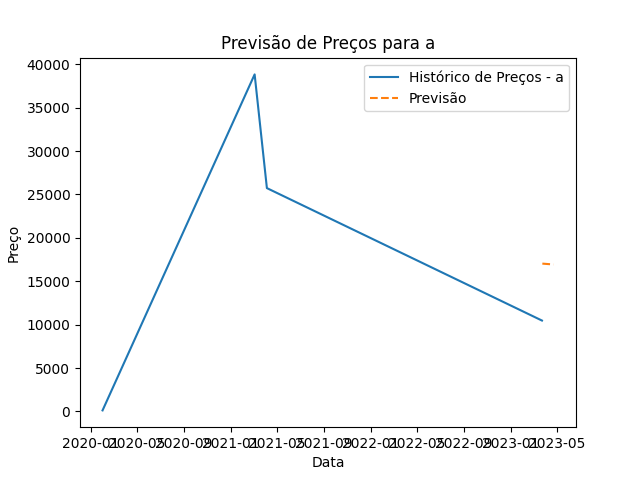 Previsão de Preços para a
Histórico de Preços - a
Previsão
Preço
40000
35000
30000
25000
20000
15000
10000
5000
0
2020-01 2020-05 2020-09 2021-01 2021-05 2021-09 2022-01 2022-05 2022-09 2023-01 2023-05
Data